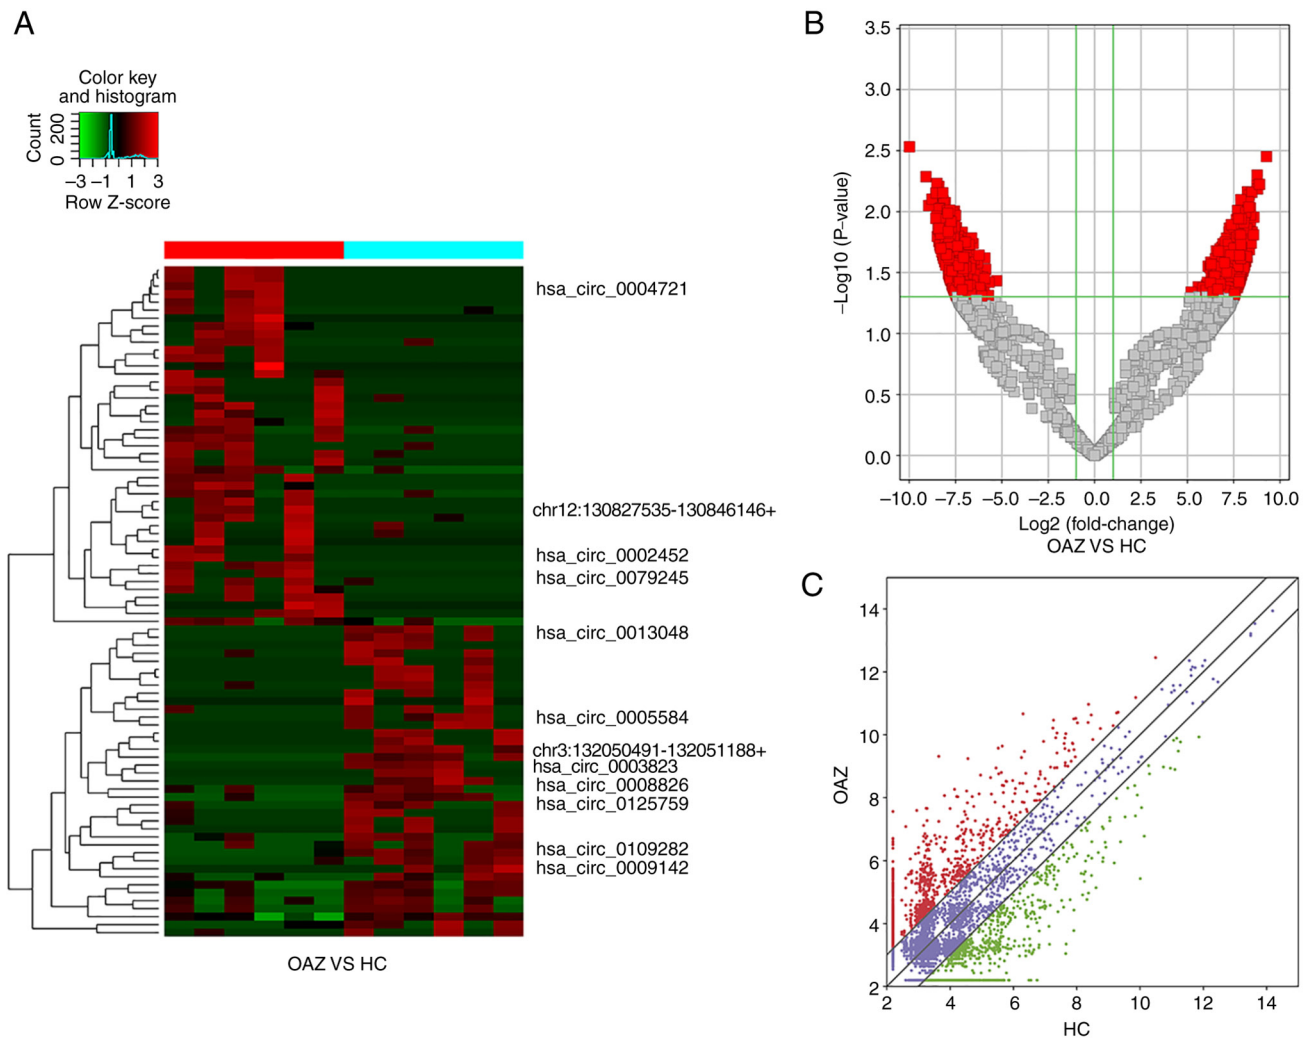 A
Color key
and histogram
Count
0 200
−3 −1 1 3
Row Z-score
hsa_circ_0004721
chr12:130827535-130846146+
hsa_circ_0002452
hsa_circ_0079245
hsa_circ_0013048
hsa_circ_0005584
chr3:132050491-132051188+
hsa_circ_0003823
hsa_circ_0008826
hsa_circ_0125759
hsa_circ_0109282
hsa_circ_0009142
OAZ VS HC
B
3.5
3.0
2.5
2.0
1.5
1.0
0.5
0.0
−Log10 (P−value)
−10.0 −7.5 −5.0 −2.5 0.0 2.5 5.0 7.5 10.0
Log2 (fold-change)
OAZ VS HC
C
14
12
10
8
6
4
2
OAZ
2 4 6 8 10 12 14
HC